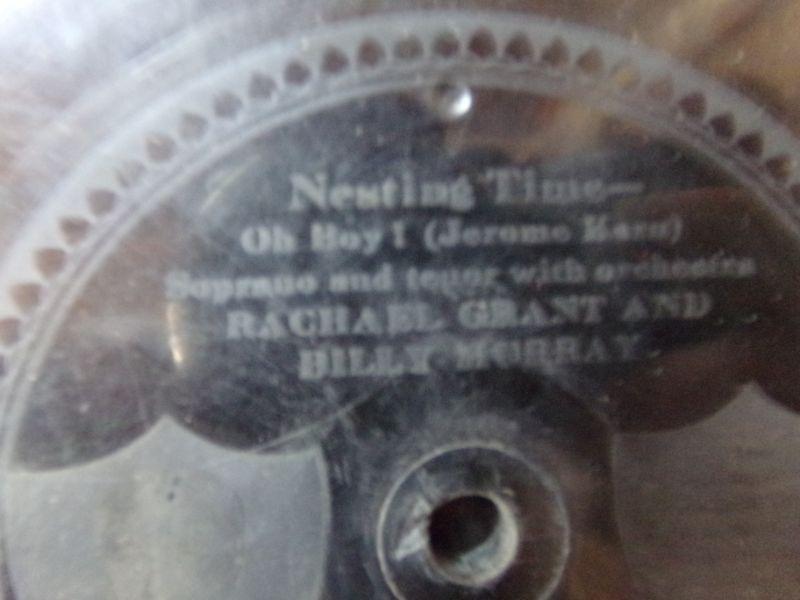 Nesting Time—
Oh Boy! (Jerome Kern)
Soprano and tenor with orchestra
RACHAEL GRANT AND
BILLY MURRAY